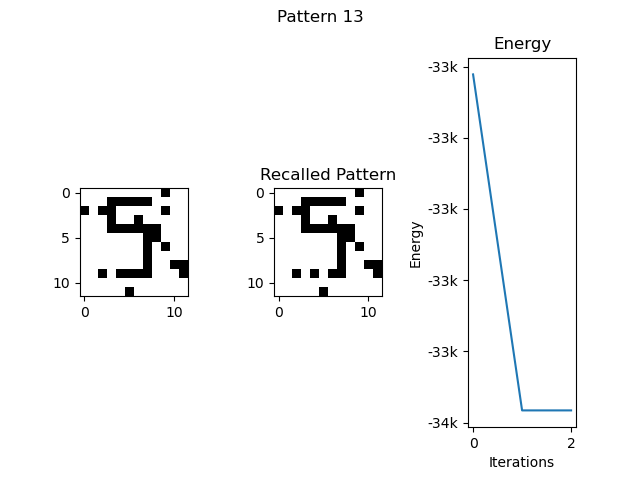 Pattern 13
Energy
Recalled Pattern
-33k
-33k
-33k
-33k
-33k
-34k
Energy
0
5
10
0
10
0
5
10
0
10
0
2
Iterations